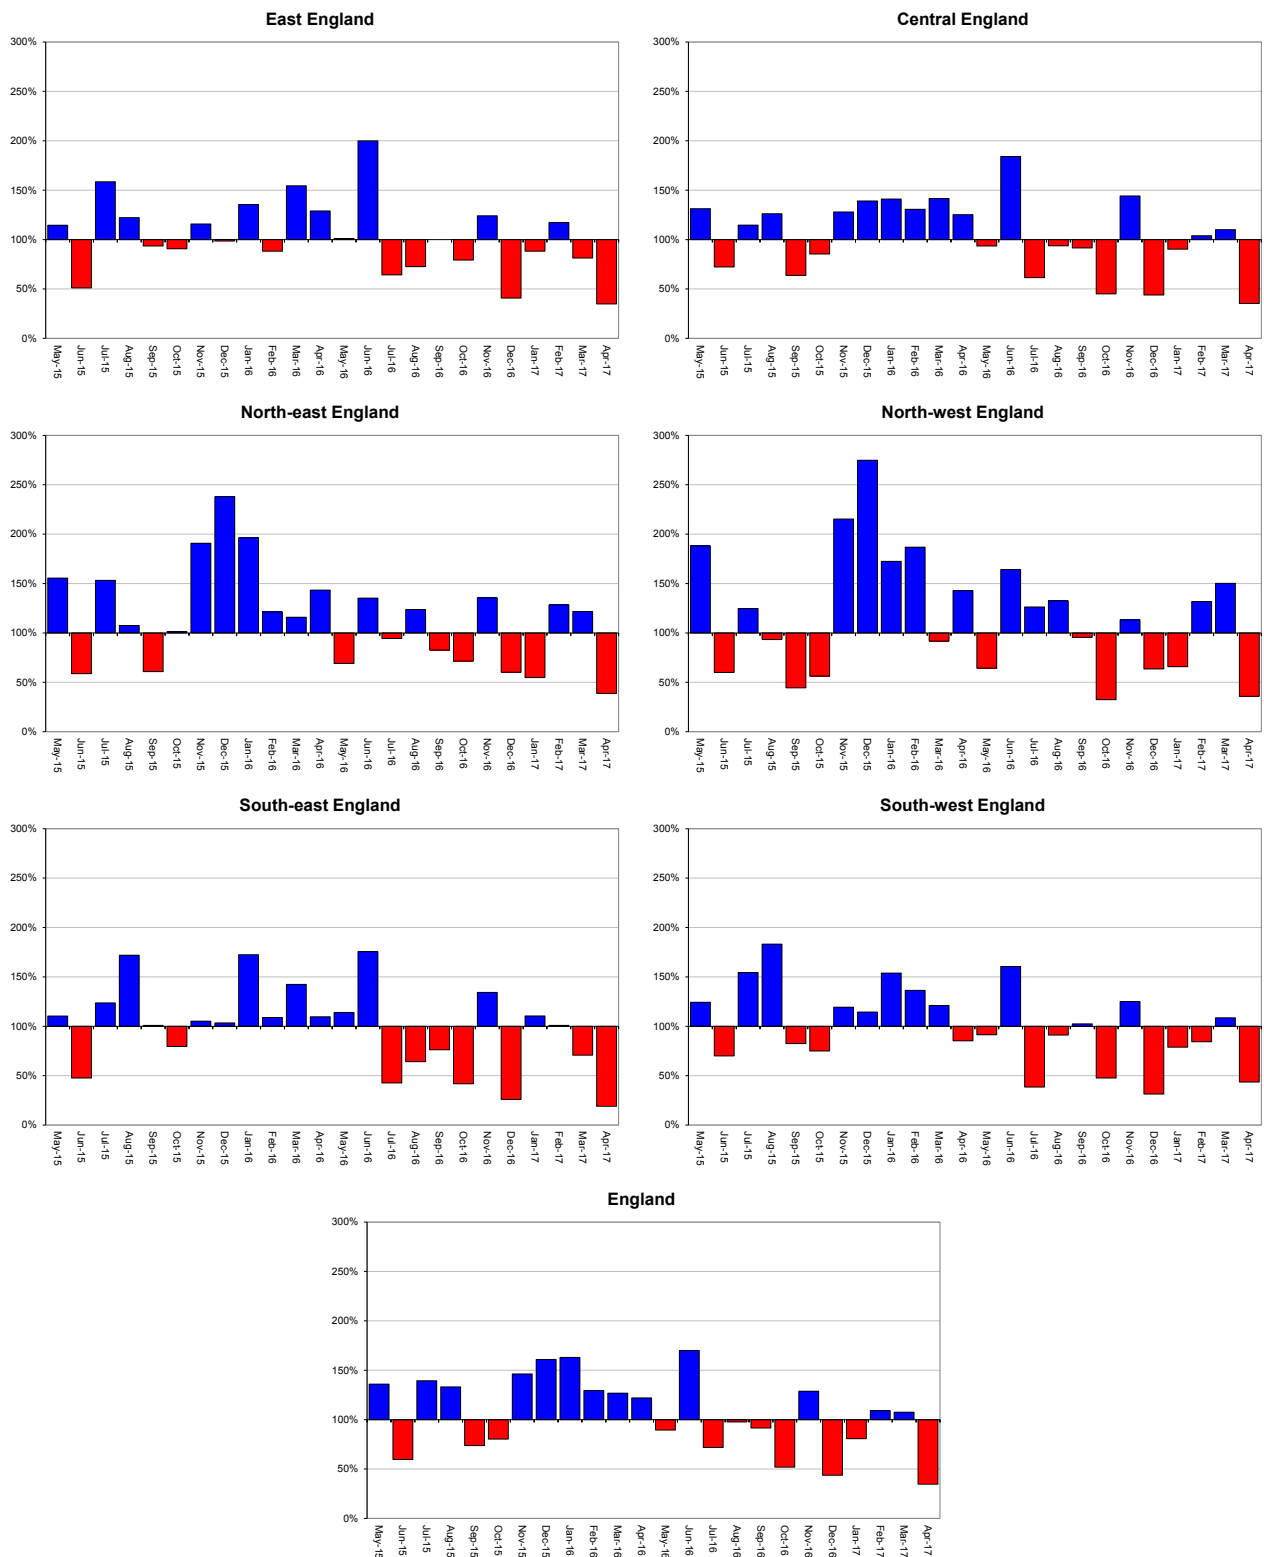 East England
300%
250%
200%
150%
100%
50%
0%
May-15
Jun-15
Jul-15
Aug-15
Sep-15
Oct-15
Nov-15
Dec-15
Jan-16
Feb-16
Mar-16
Apr-16
May-16
Jun-16
Jul-16
Aug-16
Sep-16
Oct-16
Nov-16
Dec-16
Jan-17
Feb-17
Mar-17
Apr-17
Central England
300%
250%
200%
150%
100%
50%
0%
May-15
Jun-15
Jul-15
Aug-15
Sep-15
Oct-15
Nov-15
Dec-15
Jan-16
Feb-16
Mar-16
Apr-16
May-16
Jun-16
Jul-16
Aug-16
Sep-16
Oct-16
Nov-16
Dec-16
Jan-17
Feb-17
Mar-17
Apr-17
North-east England
300%
250%
200%
150%
100%
50%
0%
May-15
Jun-15
Jul-15
Aug-15
Sep-15
Oct-15
Nov-15
Dec-15
Jan-16
Feb-16
Mar-16
Apr-16
May-16
Jun-16
Jul-16
Aug-16
Sep-16
Oct-16
Nov-16
Dec-16
Jan-17
Feb-17
Mar-17
Apr-17
North-west England
300%
250%
200%
150%
100%
50%
0%
May-15
Jun-15
Jul-15
Aug-15
Sep-15
Oct-15
Nov-15
Dec-15
Jan-16
Feb-16
Mar-16
Apr-16
May-16
Jun-16
Jul-16
Aug-16
Sep-16
Oct-16
Nov-16
Dec-16
Jan-17
Feb-17
Mar-17
Apr-17
South-east England
300%
250%
200%
150%
100%
50%
0%
May-15
Jun-15
Jul-15
Aug-15
Sep-15
Oct-15
Nov-15
Dec-15
Jan-16
Feb-16
Mar-16
Apr-16
May-16
Jun-16
Jul-16
Aug-16
Sep-16
Oct-16
Nov-16
Dec-16
Jan-17
Feb-17
Mar-17
Apr-17
South-west England
300%
250%
200%
150%
100%
50%
0%
May-15
Jun-15
Jul-15
Aug-15
Sep-15
Oct-15
Nov-15
Dec-15
Jan-16
Feb-16
Mar-16
Apr-16
May-16
Jun-16
Jul-16
Aug-16
Sep-16
Oct-16
Nov-16
Dec-16
Jan-17
Feb-17
Mar-17
Apr-17
England
300%
250%
200%
150%
100%
50%
0%
May-15
Jun-15
Jul-15
Aug-15
Sep-15
Oct-15
Nov-15
Dec-15
Jan-16
Feb-16
Mar-16
Apr-16
May-16
Jun-16
Jul-16
Aug-16
Sep-16
Oct-16
Nov-16
Dec-16
Jan-17
Feb-17
Mar-17
Apr-17